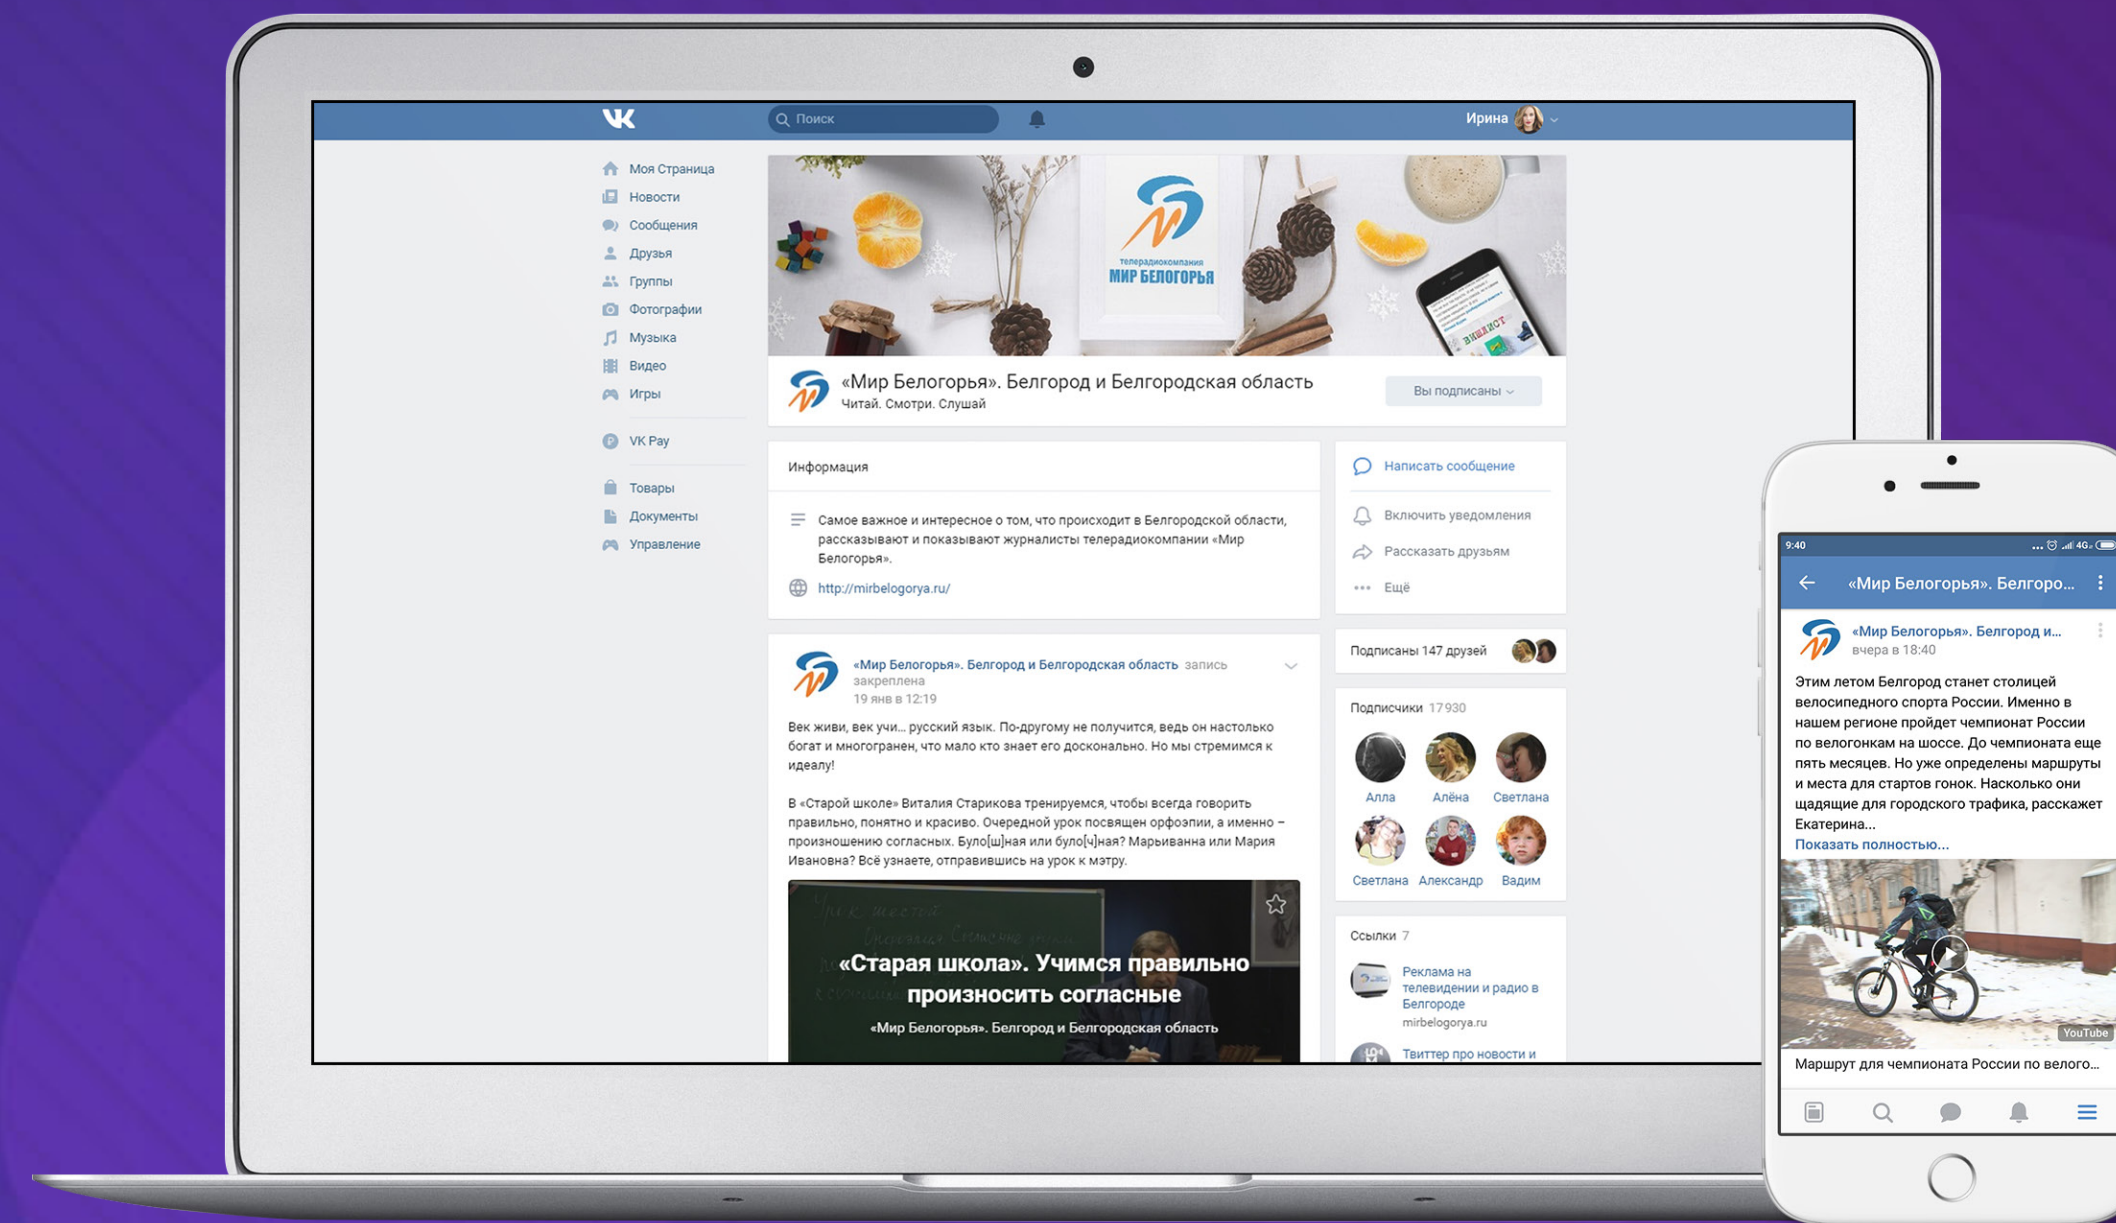 Поиск
Ирина
Моя Страница
Новости
Сообщения
Друзья
Группы
Фотографии
Музыка
Видео
Игры
VK Pay
Товары
Документы
Управление
телерадиокомпания
МИР БЕЛОГОРЬЯ
ВИШЛИСТ
«Мир Белогорья». Белгород и Белгородская область
Читай. Смотри. Слушай
Вы подписаны
Информация
Самое важное и интересное о том, что происходит в Белгородской области,
рассказывают и показывают журналисты телерадиокомпании «Мир
Белогорья».
http://mirbelogorya.ru/
«Мир Белогорья». Белгород и Белгородская область запись
закреплена
19 янв в 12:19
Век живи, век учи... русский язык. По-другому не получится, ведь он настолько
богат и многогранен, что мало кто знает его досконально. Но мы стремимся к
идеалу!
В «Старой школе» Виталия Старикова тренируемся, чтобы всегда говорить
правильно, понятно и красиво. Очередной урок посвящен орфоэпии, а именно –
произношению согласных. Було[ш]ная или було[ч]ная? Марьиванна или Мария
Ивановна? Всё узнаете, отправившись на урок к мэтру.
Урок шестой
«Старая школа». Учимся правильно
произносить согласные
«Мир Белогорья». Белгород и Белгородская область
Написать сообщение
Включить уведомления
Рассказать друзьям
Ещё
Подписаны 147 друзей
Подписчики 17 930
Алла Алёна Светлана
Светлана Александр Вадим
Ссылки 7
Реклама на
телевидении и радио в
Белгороде
mirbelogorya.ru
Твиттер про новости и
9:40
4G
«Мир Белогорья». Белгоро...
«Мир Белогорья». Белгород и...
вчера в 18:40
Этим летом Белгород станет столицей
велосипедного спорта России. Именно в
нашем регионе пройдет чемпионат России
по велогонкам на шоссе. До чемпионата еще
пять месяцев. Но уже определены маршруты
и места для стартов гонок. Насколько они
щадящие для городского трафика, расскажет
Екатерина...
Показать полностью...
YouTube
Маршрут для чемпионата России по велого...